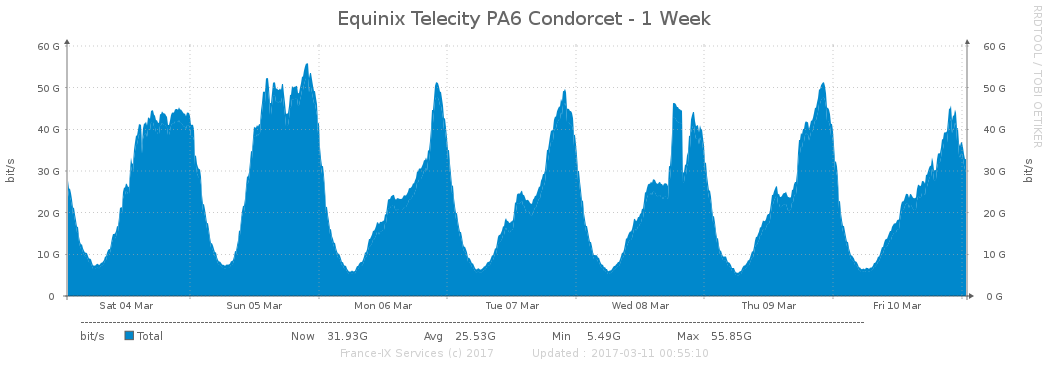 Equinix Telecity PA6 Condorcet - 1 Week
RRDTOOL / TOBI OETIKER
bit/s
60 G 60 G
50 G 50 G
40 G 40 G
30 G 30 G
20 G 20 G
10 G 10 G
0 0 G
bit/s
Sat 04 Mar Sun 05 Mar Mon 06 Mar Tue 07 Mar Wed 08 Mar Thu 09 Mar Fri 10 Mar
bit/s Total Now 31.93G Avg 25.53G Min 5.49G Max 55.85G
France-IX Services (c) 2017 Updated : 2017-03-11 00:55:10